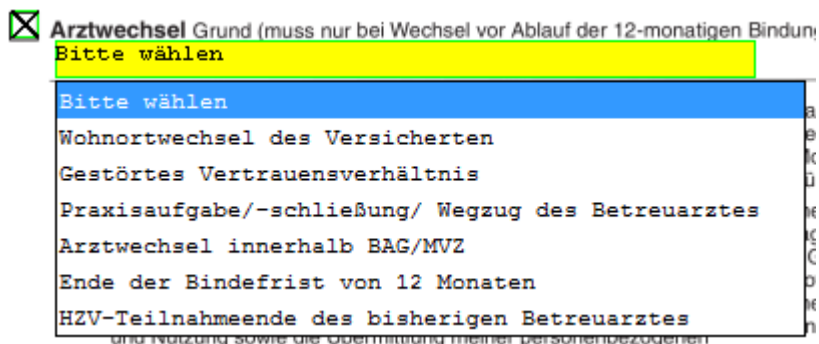 Arztwechsel Grund (muss nur bei Wechsel vor Ablauf der 12-monatigen Bindung
Bitte wählen
Bitte wählen
Wohnortwechsel des Versicherten
Gestörtes Vertrauensverhältnis
Praxisaufgabe/-schließung/ Wegzug des Betreuarztes
Arztwechsel innerhalb BAG/MVZ
Ende der Bindefrist von 12 Monaten
HZV-Teilnahmeende des bisherigen Betreuarztes
und Nutzung sowie die Übermittlung meiner personenbezogenen